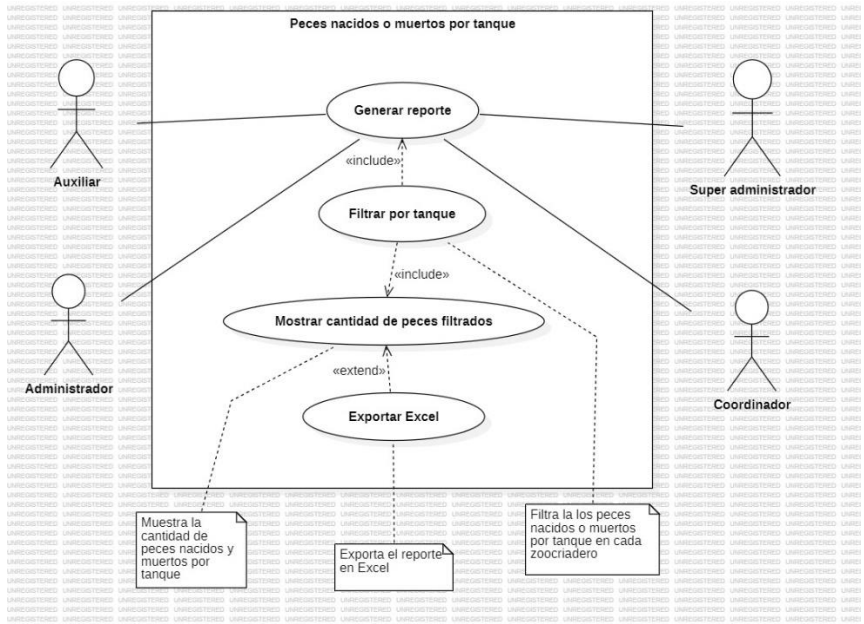 Peces nacidos o muertos por tanque
Generar reporte
«include»
Auxiliar
Super administrador
Filtrar por tanque
«include»
Mostrar cantidad de peces filtrados
«extend»
Administrador
Coordinador
Exportar Excel
Muestra la
cantidad de
peces nacidos y
muertos por
tanque
Exporta el reporte
en Excel
Filtra la los peces
nacidos o muertos
por tanque en cada
zoocriadero
UNREGISTERED